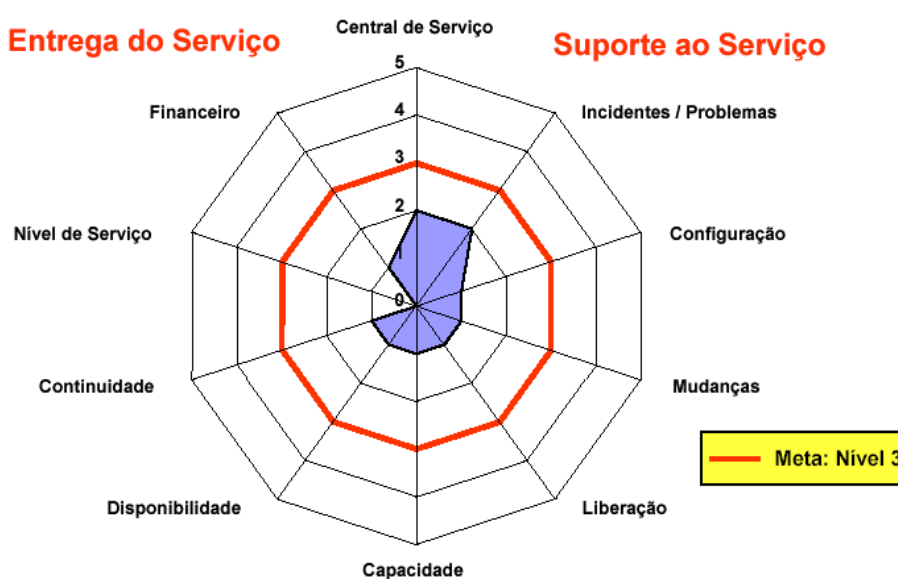 Entrega do Serviço
Central de Serviço
Suporte ao Serviço
5
Financeiro
4
Incidentes / Problemas
3
2
Nível de Serviço
1
Configuração
0
Continuidade
Mudanças
Meta: Nível 3
Disponibilidade
Liberação
Capacidade